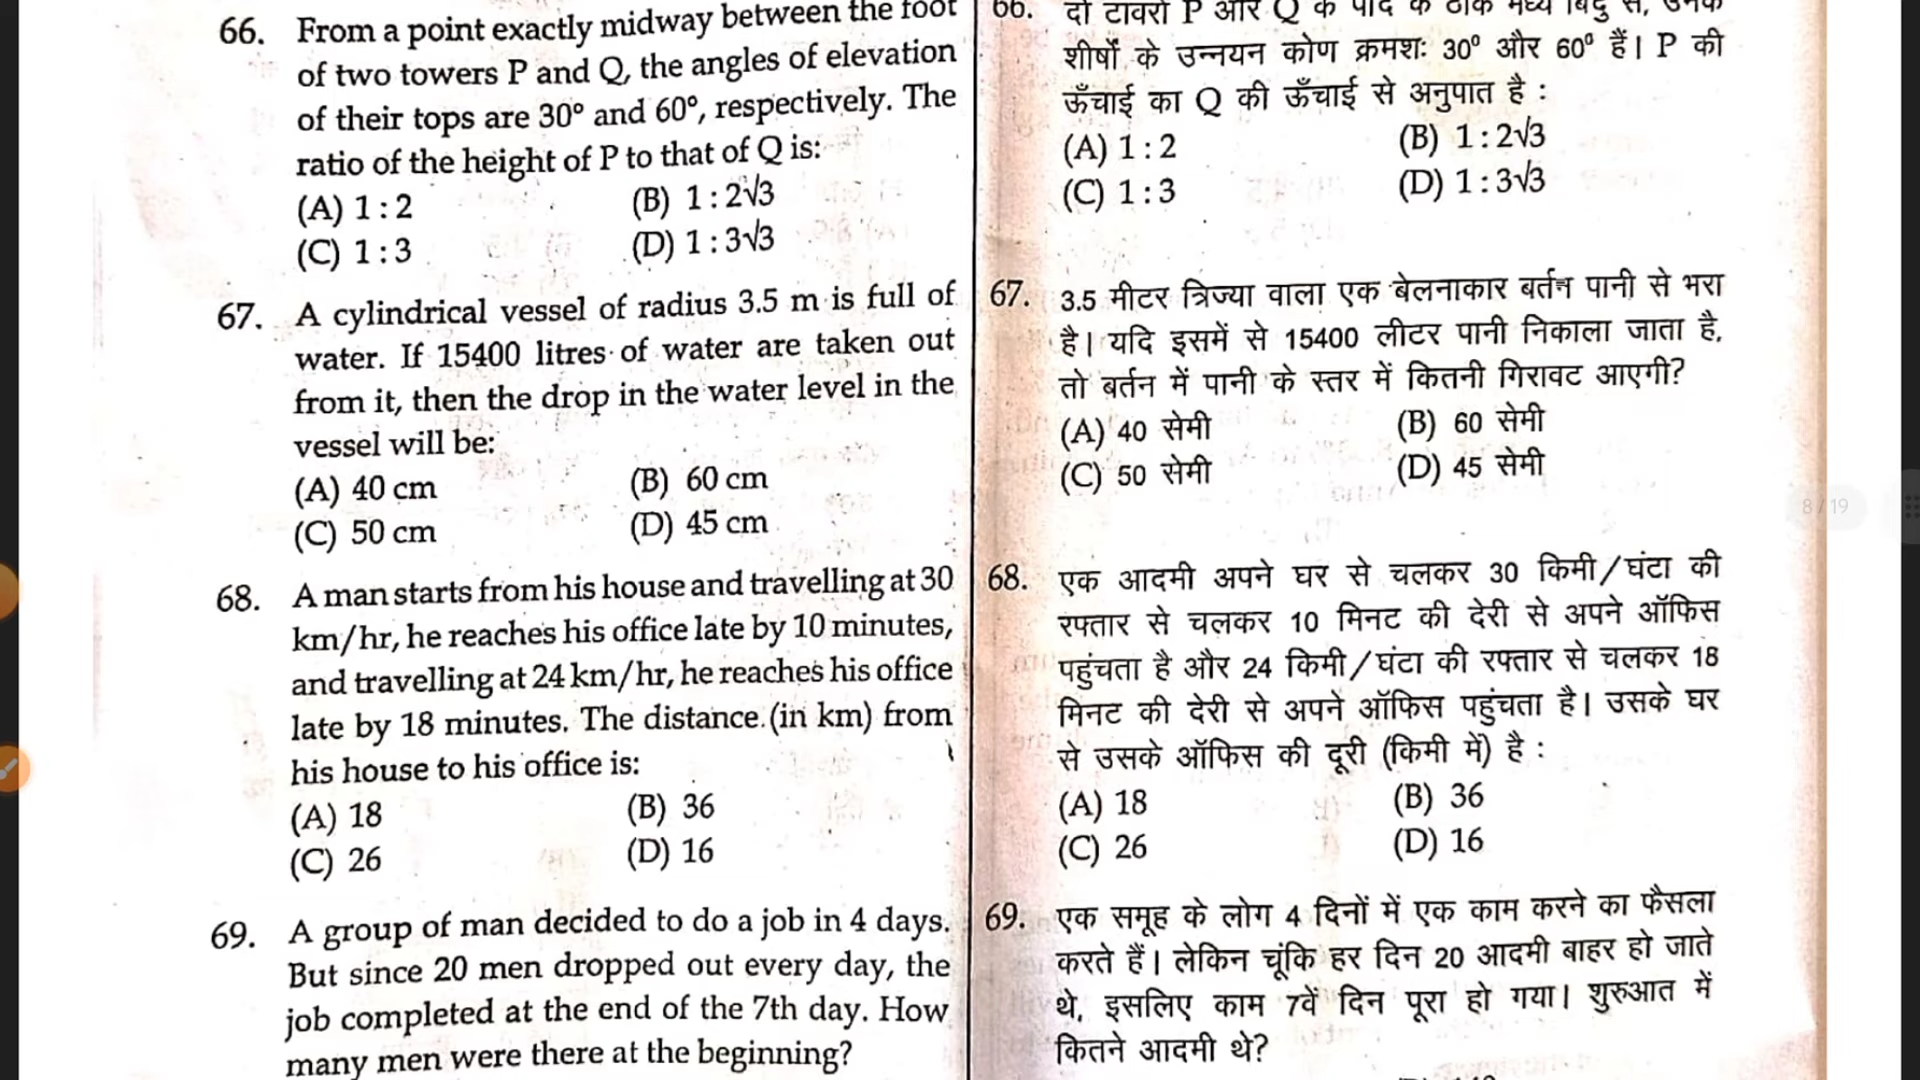 66. From a point exactly midway between the foot
of two towers P and Q, the angles of elevation
of their tops are 30º and 60º, respectively. The
ratio of the height of P to that of Q is:
(A) 1 : 2 (B) 1 : 2√3
(C) 1 : 3 (D) 1 : 3√3
67. A cylindrical vessel of radius 3.5 m is full of
water. If 15400 litres of water are taken out
from it, then the drop in the water level in the
vessel will be:
(A) 40 cm (B) 60 cm
(C) 50 cm (D) 45 cm
68. A man starts from his house and travelling at 30
km/hr, he reaches his office late by 10 minutes,
and travelling at 24 km/hr, he reaches his office
late by 18 minutes. The distance (in km) from
his house to his office is:
(A) 18 (B) 36
(C) 26 (D) 16
69. A group of man decided to do a job in 4 days.
But since 20 men dropped out every day, the
job completed at the end of the 7th day. How
many men were there at the beginning?
66. दो टावरों P और Q के पाद के ठीक मध्य बिंदु से, उनके
शीर्षों के उन्नयन कोण क्रमशः 30º और 60º हैं। P की
ऊँचाई का Q की ऊँचाई से अनुपात है :
(A) 1 : 2 (B) 1 : 2√3
(C) 1 : 3 (D) 1 : 3√3
67. 3.5 मीटर त्रिज्या वाला एक बेलनाकार बर्तन पानी से भरा
है। यदि इसमें से 15400 लीटर पानी निकाला जाता है,
तो बर्तन में पानी के स्तर में कितनी गिरावट आएगी?
(A) 40 सेमी (B) 60 सेमी
(C) 50 सेमी (D) 45 सेमी
68. एक आदमी अपने घर से चलकर 30 किमी/घंटा की
रफ्तार से चलकर 10 मिनट की देरी से अपने ऑफिस
पहुंचता है और 24 किमी/घंटा की रफ्तार से चलकर 18
मिनट की देरी से अपने ऑफिस पहुंचता है। उसके घर
से उसके ऑफिस की दूरी (किमी में) है :
(A) 18 (B) 36
(C) 26 (D) 16
69. एक समूह के लोग 4 दिनों में एक काम करने का फैसला
करते हैं। लेकिन चूंकि हर दिन 20 आदमी बाहर हो जाते
थे, इसलिए काम 7वें दिन पूरा हो गया। शुरुआत में
कितने आदमी थे?
8/19